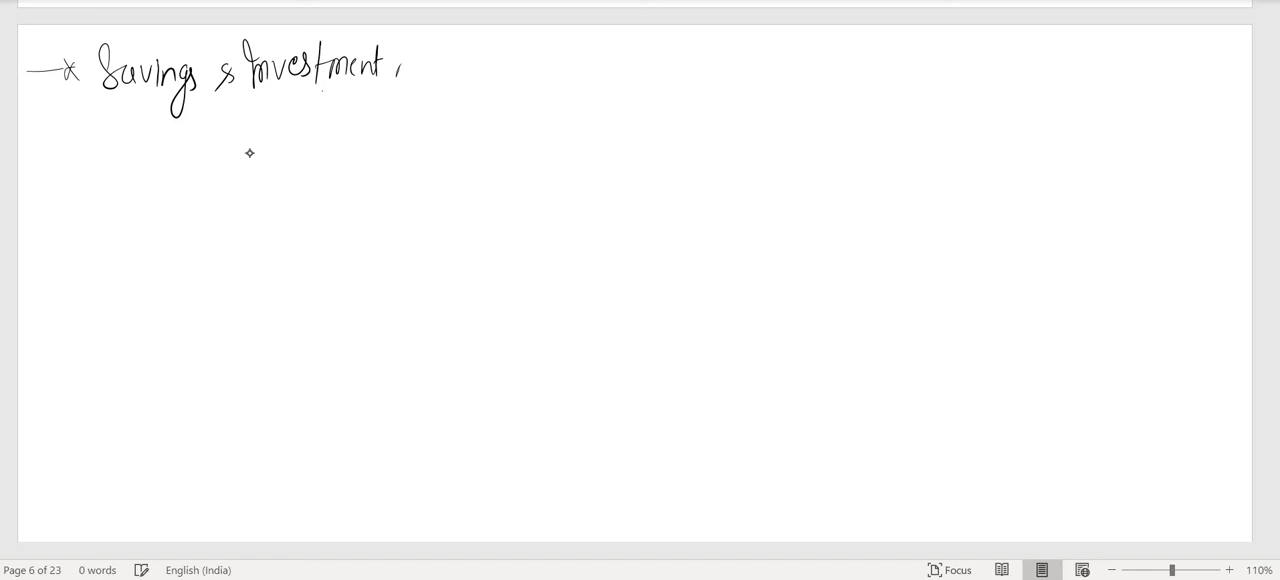 Savings & Investment,
Page 6 of 23 0 words English (India) Focus 110%